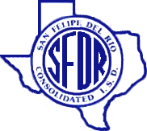 SAN FELIPE DEL RIO
SFDR
CONSOLIDATED I.S.D.